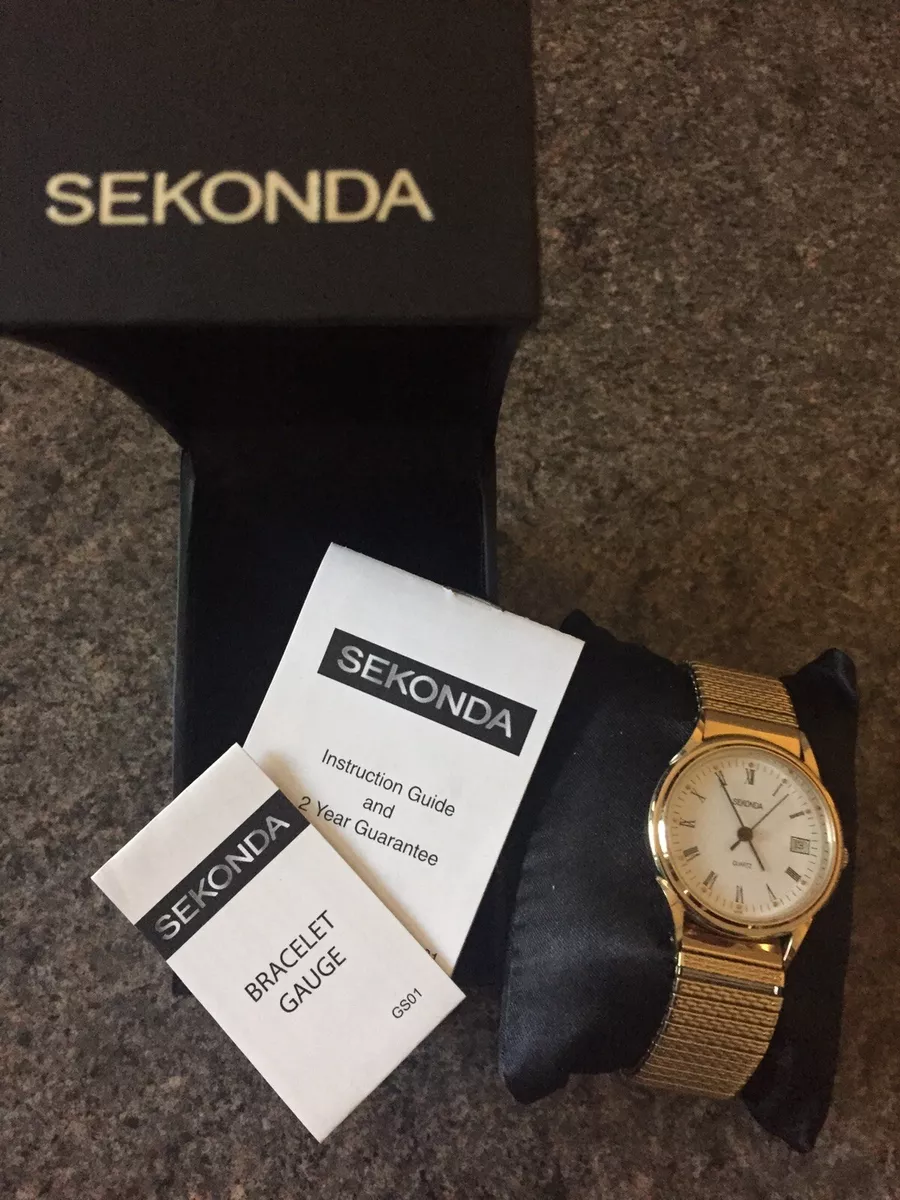 SEKONDA
SEKONDA
Instruction Guide
and
2 Year Guarantee
SEKONDA
BRACELET
GAUGE
GS01
SEKONDA
QUARTZ